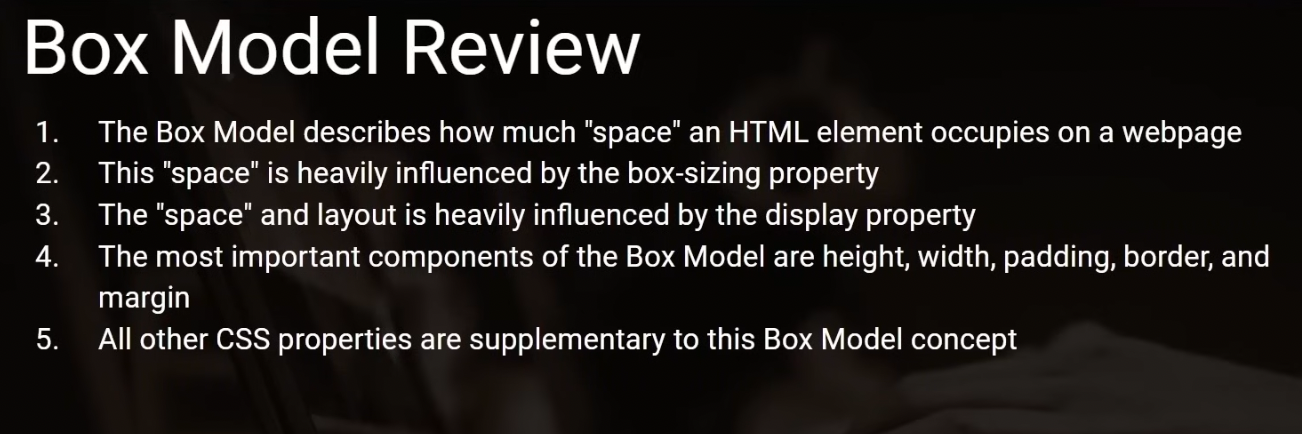 Box Model Review
1. The Box Model describes how much "space" an HTML element occupies on a webpage
2. This "space" is heavily influenced by the box-sizing property
3. The "space" and layout is heavily influenced by the display property
4. The most important components of the Box Model are height, width, padding, border, and
margin
5. All other CSS properties are supplementary to this Box Model concept